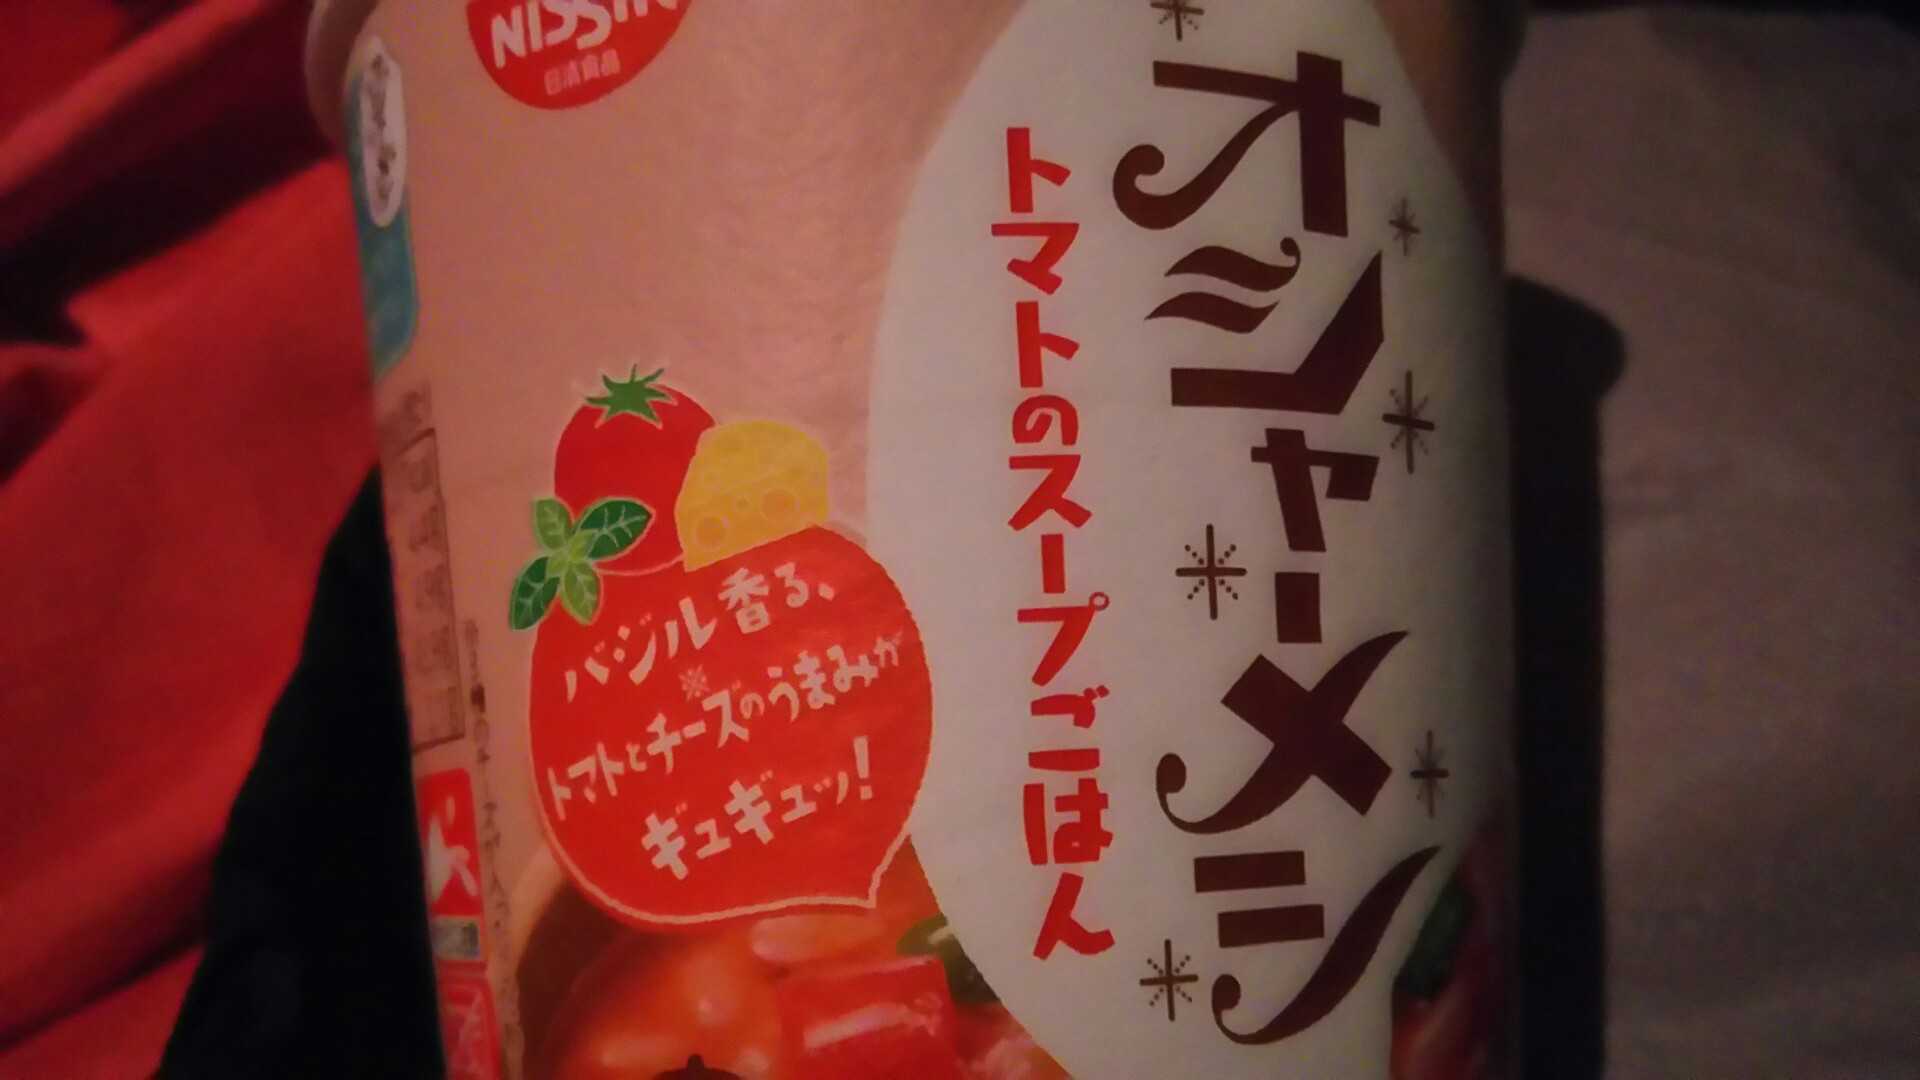 NISSIN
日清食品
オシャーメシ
トマトのスープごはん
バジル香る、
※
トマトとチーズのうまみが
ギュギュッ!